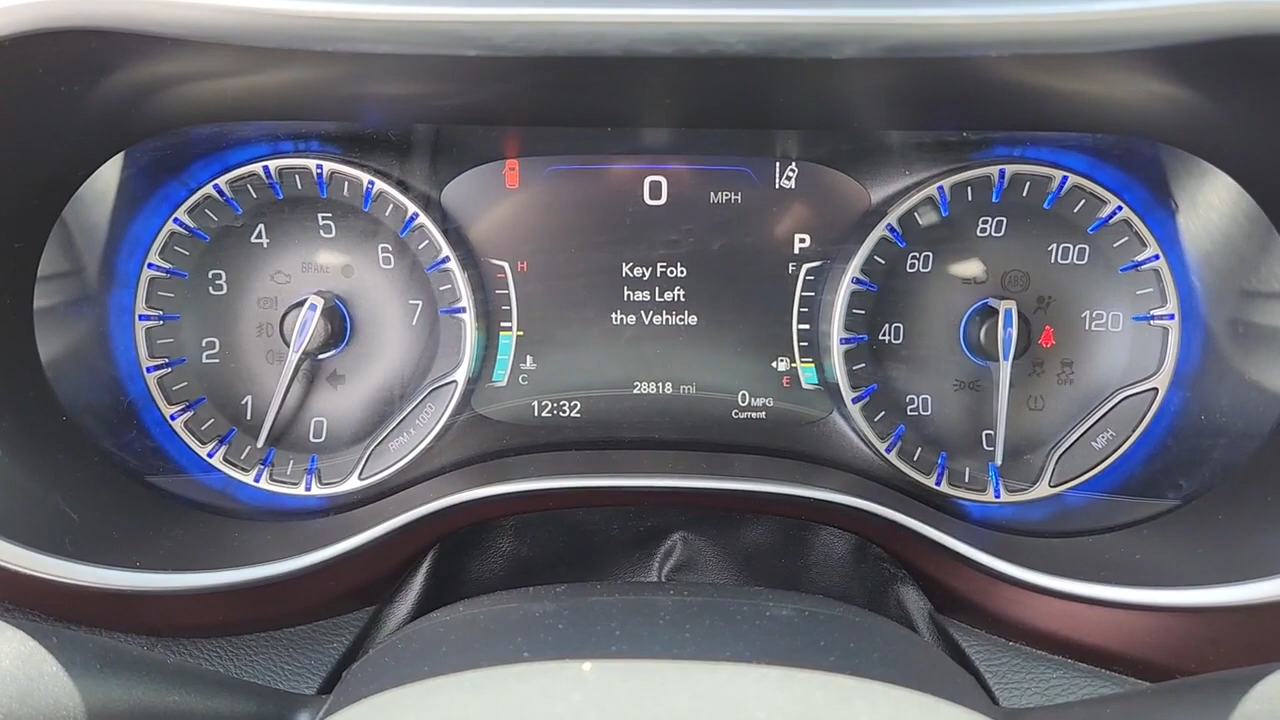 0 MPH
P
Key Fob
has Left
the Vehicle
H
C
F
E
28818 mi
12:32
0 MPG
Current
0
1
2
3
4
5
6
7
BRAKE
RPM x 1000
0
20
40
60
80
100
120
ABS
OFF
MPH